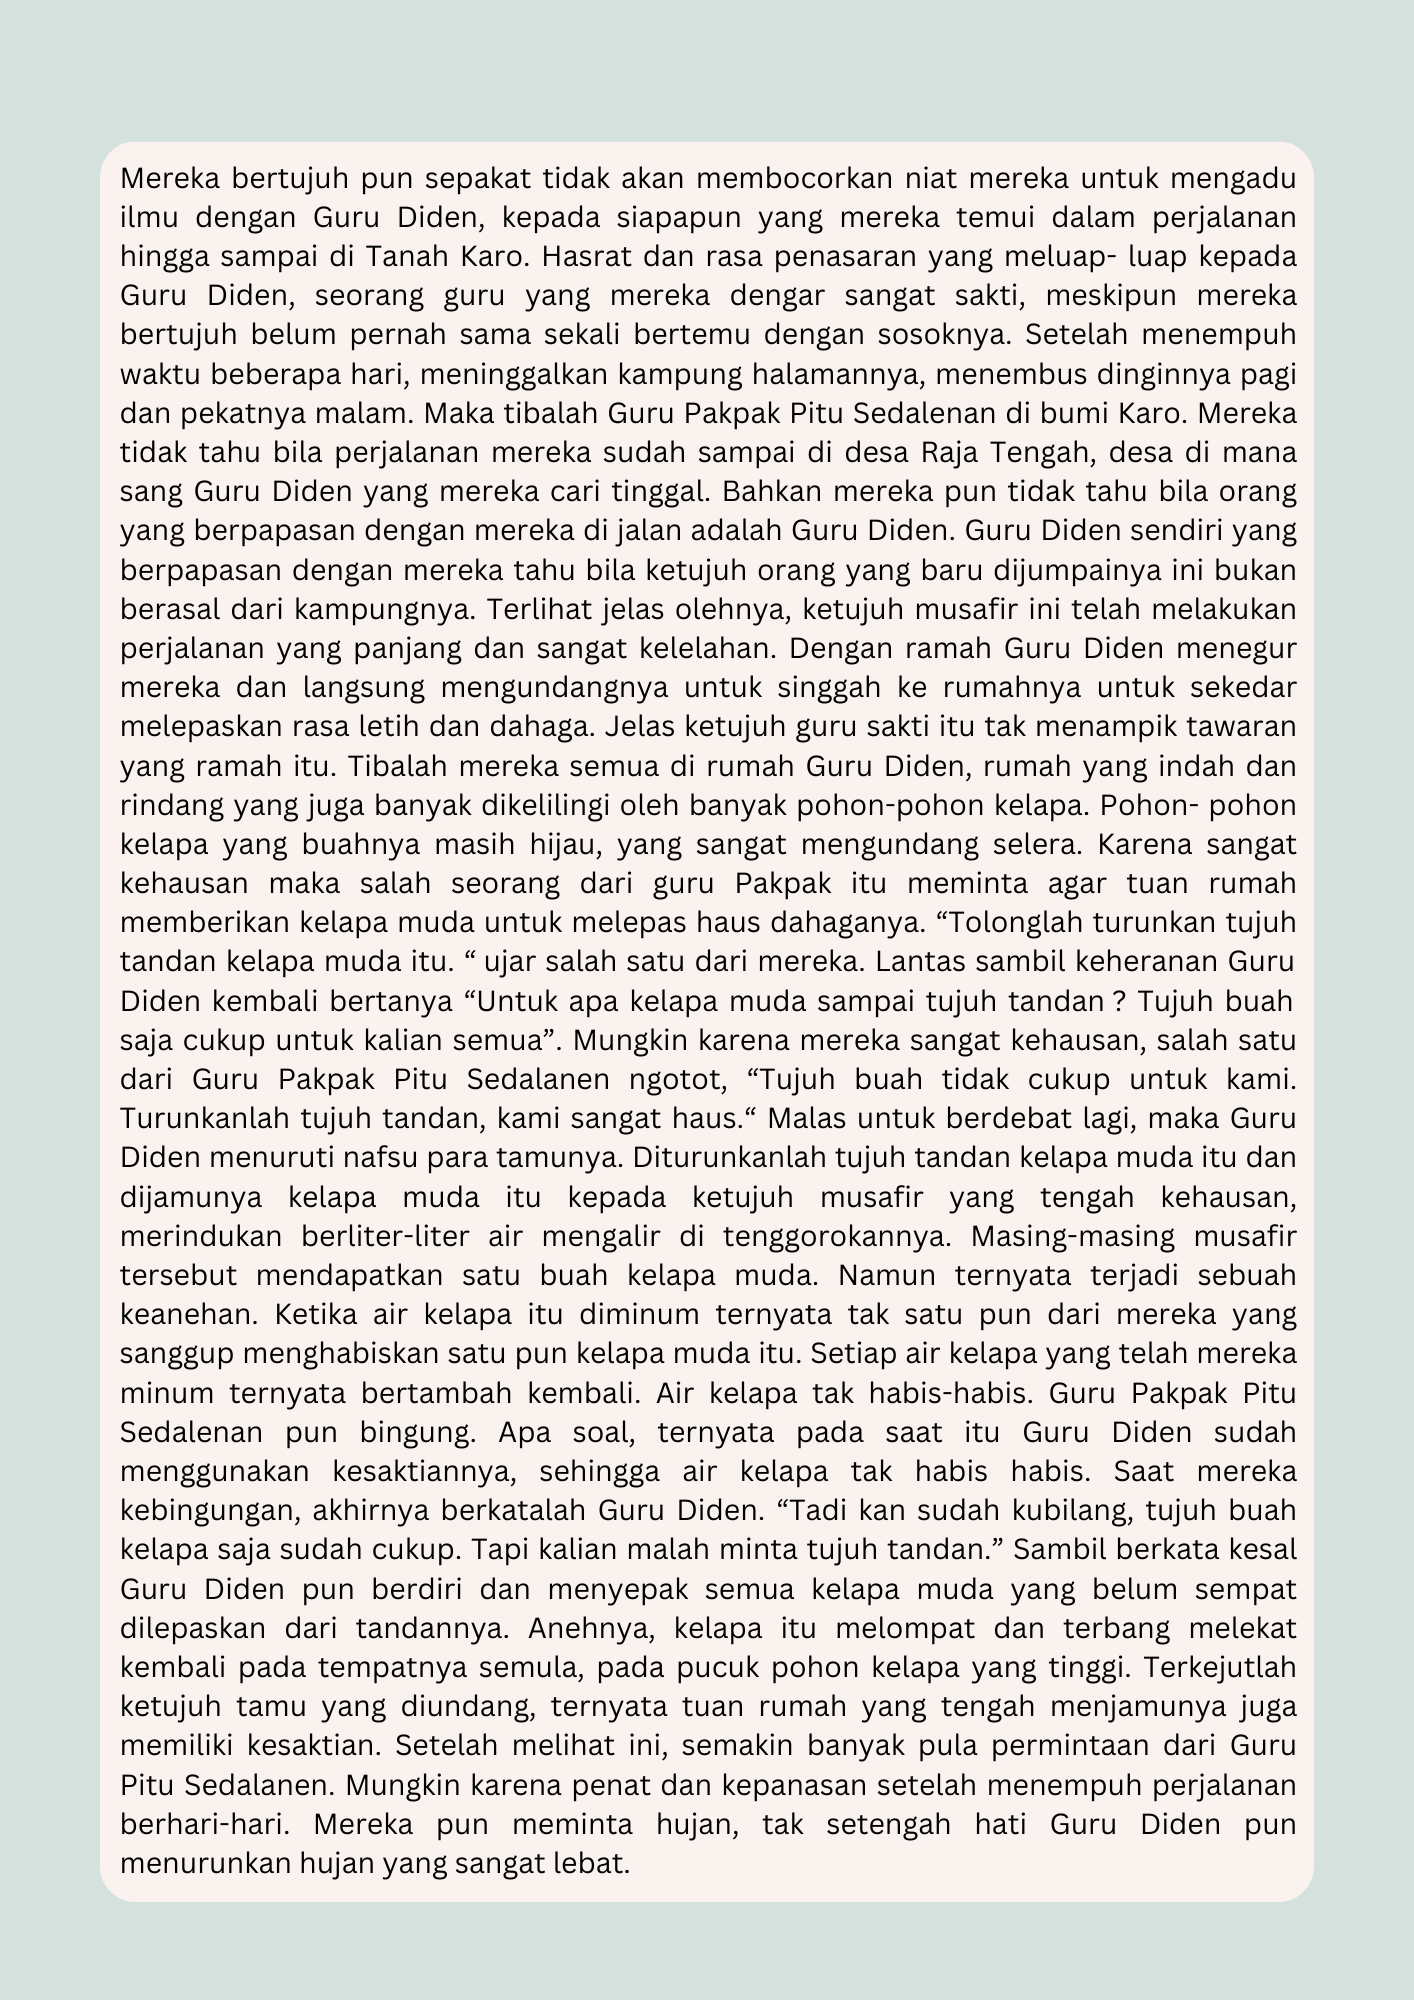 Mereka bertujuh pun sepakat tidak akan membocorkan niat mereka untuk mengadu
ilmu dengan Guru Diden, kepada siapapun yang mereka temui dalam perjalanan
hingga sampai di Tanah Karo. Hasrat dan rasa penasaran yang meluap- luap kepada
Guru Diden, seorang guru yang mereka dengar sangat sakti, meskipun mereka
bertujuh belum pernah sama sekali bertemu dengan sosoknya. Setelah menempuh
waktu beberapa hari, meninggalkan kampung halamannya, menembus dinginnya pagi
dan pekatnya malam. Maka tibalah Guru Pakpak Pitu Sedalenan di bumi Karo. Mereka
tidak tahu bila perjalanan mereka sudah sampai di desa Raja Tengah, desa di mana
sang Guru Diden yang mereka cari tinggal. Bahkan mereka pun tidak tahu bila orang
yang berpapasan dengan mereka di jalan adalah Guru Diden. Guru Diden sendiri yang
berpapasan dengan mereka tahu bila ketujuh orang yang baru dijumpainya ini bukan
berasal dari kampungnya. Terlihat jelas olehnya, ketujuh musafir ini telah melakukan
perjalanan yang panjang dan sangat kelelahan. Dengan ramah Guru Diden menegur
mereka dan langsung mengundangnya untuk singgah ke rumahnya untuk sekedar
melepaskan rasa letih dan dahaga. Jelas ketujuh guru sakti itu tak menampik tawaran
yang ramah itu. Tibalah mereka semua di rumah Guru Diden, rumah yang indah dan
rindang yang juga banyak dikelilingi oleh banyak pohon-pohon kelapa. Pohon- pohon
kelapa yang buahnya masih hijau, yang sangat mengundang selera. Karena sangat
kehausan maka salah seorang dari guru Pakpak itu meminta agar tuan rumah
memberikan kelapa muda untuk melepas haus dahaganya. “Tolonglah turunkan tujuh
tandan kelapa muda itu. “ ujar salah satu dari mereka. Lantas sambil keheranan Guru
Diden kembali bertanya “Untuk apa kelapa muda sampai tujuh tandan ? Tujuh buah
saja cukup untuk kalian semua”. Mungkin karena mereka sangat kehausan, salah satu
dari Guru Pakpak Pitu Sedalanen ngotot, “Tujuh buah tidak cukup untuk kami.
Turunkanlah tujuh tandan, kami sangat haus.“ Malas untuk berdebat lagi, maka Guru
Diden menuruti nafsu para tamunya. Diturunkanlah tujuh tandan kelapa muda itu dan
dijamunya kelapa muda itu kepada ketujuh musafir yang tengah kehausan,
merindukan berliter-liter air mengalir di tenggorokannya. Masing-masing musafir
tersebut mendapatkan satu buah kelapa muda. Namun ternyata terjadi sebuah
keanehan. Ketika air kelapa itu diminum ternyata tak satu pun dari mereka yang
sanggup menghabiskan satu pun kelapa muda itu. Setiap air kelapa yang telah mereka
minum ternyata bertambah kembali. Air kelapa tak habis-habis. Guru Pakpak Pitu
Sedalenan pun bingung. Apa soal, ternyata pada saat itu Guru Diden sudah
menggunakan kesaktiannya, sehingga air kelapa tak habis habis. Saat mereka
kebingungan, akhirnya berkatalah Guru Diden. “Tadi kan sudah kubilang, tujuh buah
kelapa saja sudah cukup. Tapi kalian malah minta tujuh tandan.” Sambil berkata kesal
Guru Diden pun berdiri dan menyepak semua kelapa muda yang belum sempat
dilepaskan dari tandannya. Anehnya, kelapa itu melompat dan terbang melekat
kembali pada tempatnya semula, pada pucuk pohon kelapa yang tinggi. Terkejutlah
ketujuh tamu yang diundang, ternyata tuan rumah yang tengah menjamunya juga
memiliki kesaktian. Setelah melihat ini, semakin banyak pula permintaan dari Guru
Pitu Sedalanen. Mungkin karena penat dan kepanasan setelah menempuh perjalanan
berhari-hari. Mereka pun meminta hujan, tak setengah hati Guru Diden pun
menurunkan hujan yang sangat lebat.